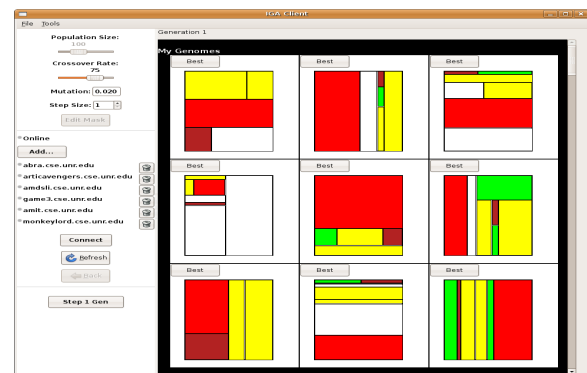 IGA Client
File Tools
Population Size:
100
Crossover Rate:
75
Mutation: 0.020
Step Size: 1
Edit Mask
Online
Add...
abra.cse.unr.edu
articavengers.cse.unr.edu
amdsli.cse.unr.edu
game3.cse.unr.edu
amit.cse.unr.edu
monkeylord.cse.unr.edu
Connect
Refresh
Back
Step 1 Gen
Generation 1
My Genomes
Best Best Best
Best Best Best
Best Best Best